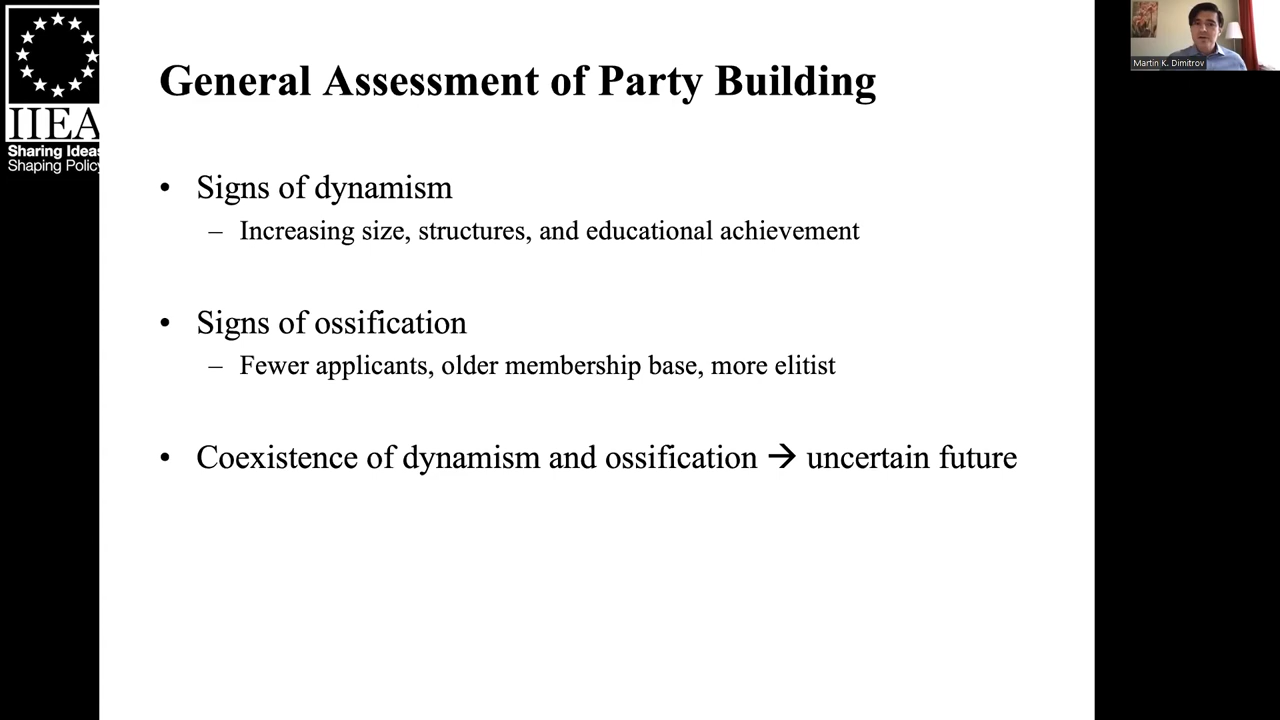 IIEA
Sharing Ideas
Shaping Policy
General Assessment of Party Building
• Signs of dynamism
– Increasing size, structures, and educational achievement
• Signs of ossification
– Fewer applicants, older membership base, more elitist
• Coexistence of dynamism and ossification → uncertain future
Martin K. Dimitrov